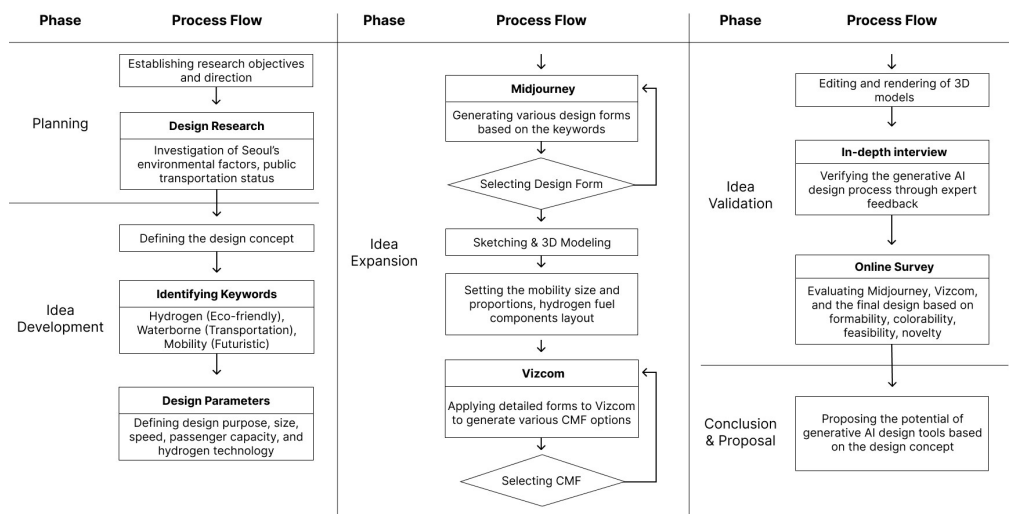 Phase
Process Flow
Establishing research objectives
and direction
Planning
Design Research
Investigation of Seoul's
environmental factors, public
transportation status
Defining the design concept
Idea
Development
Identifying Keywords
Hydrogen (Eco-friendly),
Waterborne (Transportation),
Mobility (Futuristic)
Design Parameters
Defining design purpose, size,
speed, passenger capacity, and
hydrogen technology
Phase
Process Flow
Midjourney
Generating various design forms
based on the keywords
Selecting Design Form
Idea
Expansion
Sketching & 3D Modeling
Setting the mobility size and
proportions, hydrogen fuel
components layout
Vizcom
Applying detailed forms to Vizcom
to generate various CMF options
Selecting CMF
Phase
Process Flow
Editing and rendering of 3D
models
Idea
Validation
In-depth interview
Verifying the generative AI
design process through expert
feedback
Online Survey
Evaluating Midjourney, Vizcom,
and the final design based on
formability, colorability,
feasibility, novelty
Conclusion
& Proposal
Proposing the potential of
generative AI design tools based
on the design concept